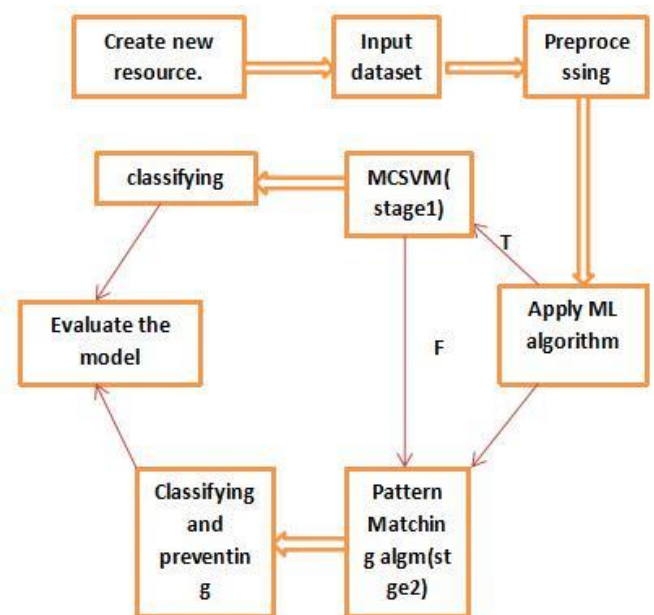 Create new
resource.
Input
dataset
Preproce
ssing
classifying
MCSVM(
stage1)
T
Apply ML
algorithm
Evaluate the
model
F
Classifying
and
preventin
g
Pattern
Matchin
g algm(st
ge2)